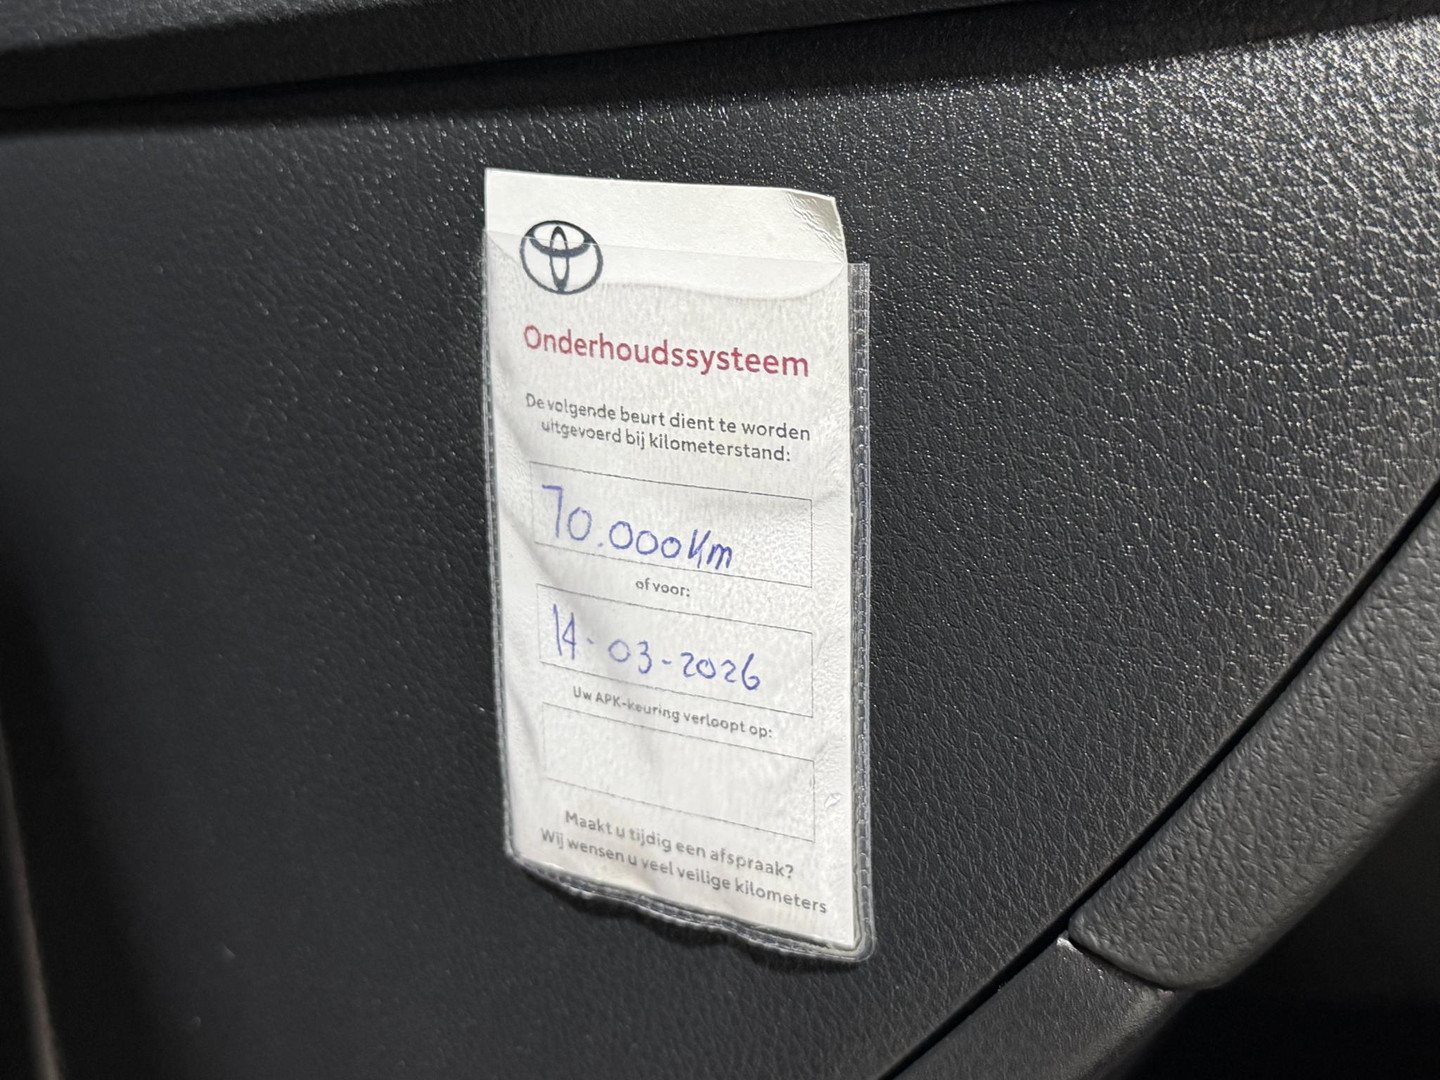 Onderhoudssysteem
De volgende beurt dient te worden
uitgevoerd bij kilometerstand:
70.000Km
of voor:
14-03-2026
Uw APK-keuring verloopt op:
Maakt u tijdig een afspraak?
Wij wensen u veel veilige kilometers